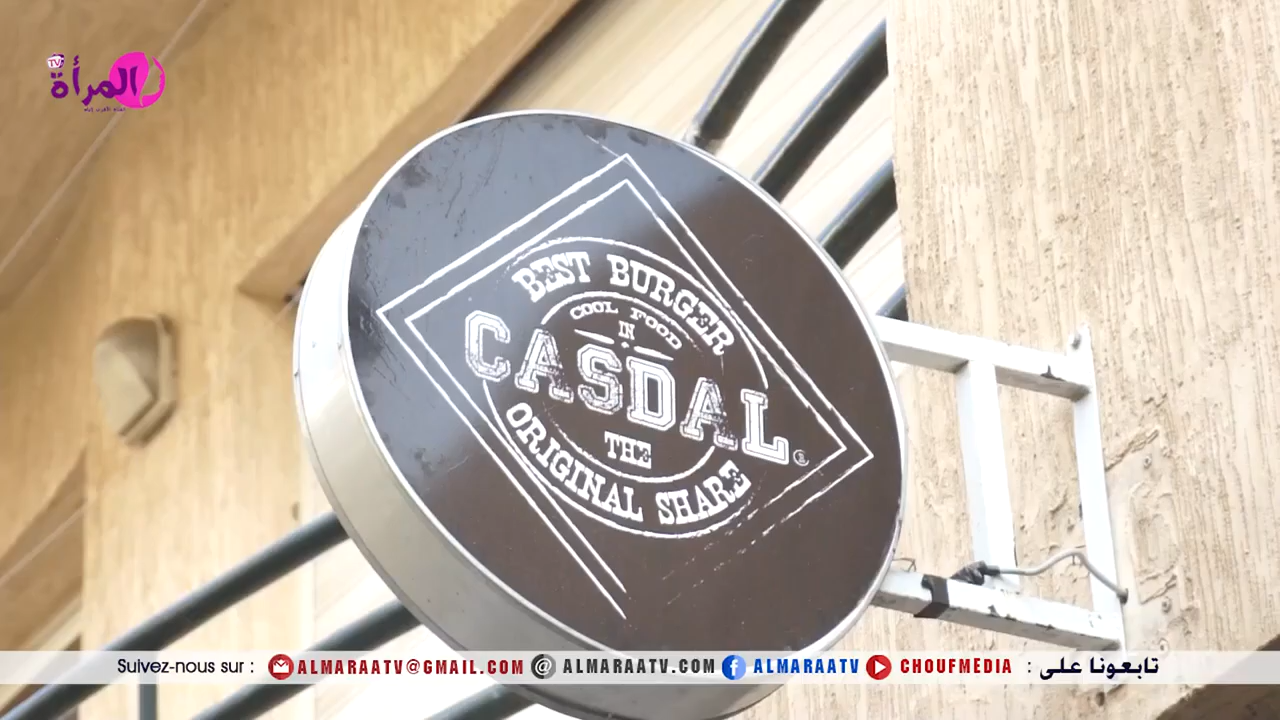 TV
المرأة
BEST BURGER
COOL FOOD
IN
CASDAL®
THE
ORIGINAL SHARE
Suivez-nous sur : ALMARAATV@GMAIL.COM @ ALMARAATV.COM f ALMARAATV CHOUFMEDIA : تابعونا على